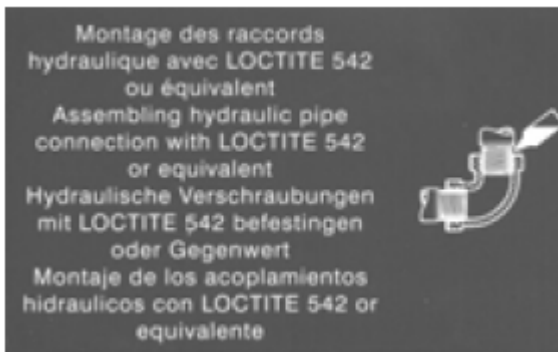 Montage des raccords
hydraulique avec LOCTITE 542
ou équivalent
Assembling hydraulic pipe
connection with LOCTITE 542
or equivalent
Hydraulische Verschraubungen
mit LOCTITE 542 befestingen
oder Gegenwert
Montaje de los acoplamientos
hidraulicos con LOCTITE 542 or
equivalente